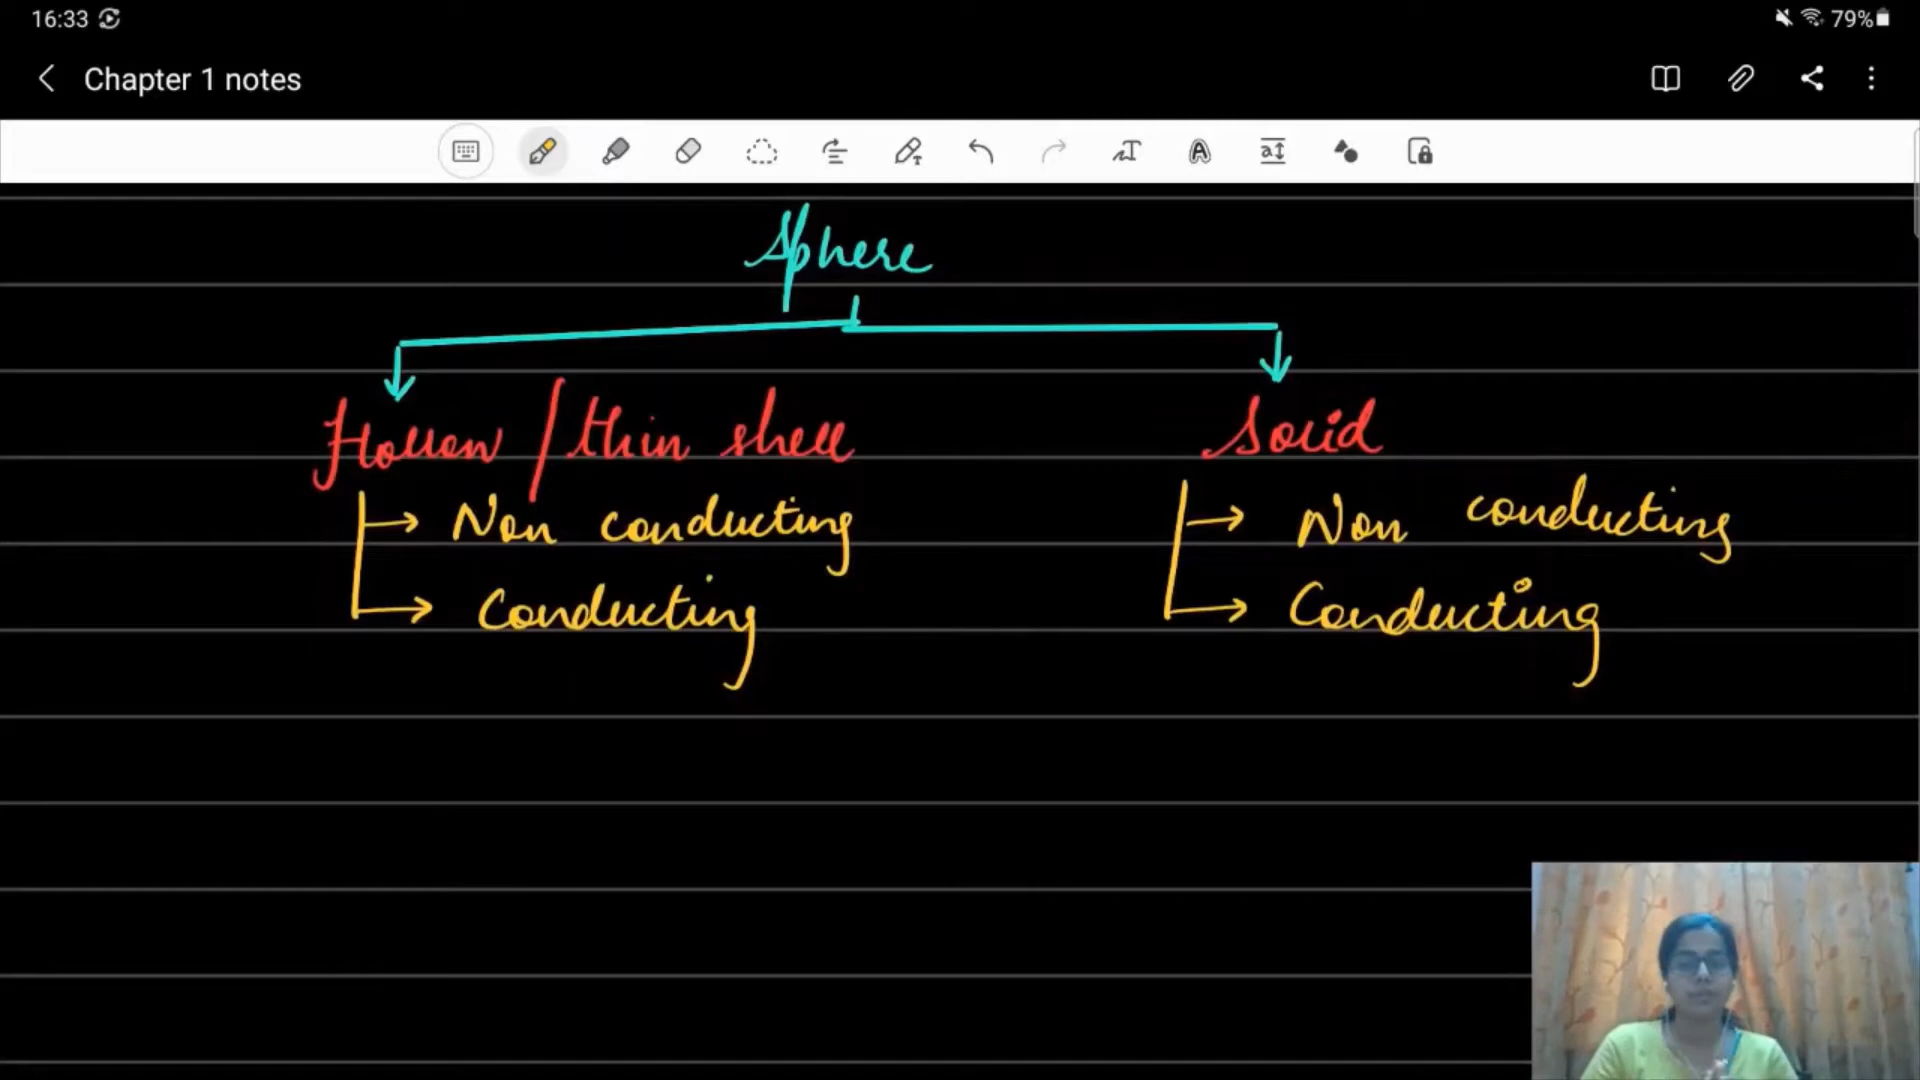 16:33 79%
Chapter 1 notes
Sphere
Hollow / thin shell Solid
→ Non conducting → Non conducting
→ Conducting → Conducting